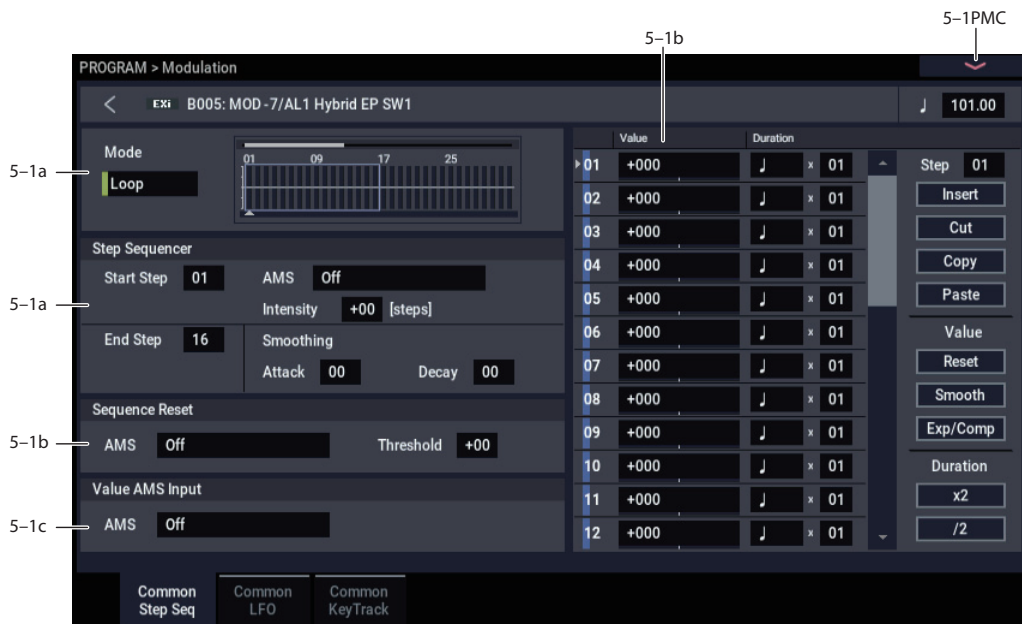 5–1PMC
5–1b
PROGRAM > Modulation
EXi B005: MOD-7/AL1 Hybrid EP SW1
♩ 101.00
5–1a
Mode
Loop
01 09 17 25
Step Sequencer
5–1a
Start Step 01 AMS Off
Intensity +00 [steps]
End Step 16 Smoothing
Attack 00 Decay 00
Sequence Reset
5–1b
AMS Off Threshold +00
Value AMS Input
5–1c
AMS Off
Value Duration
01 +000 ♩ x 01
02 +000 ♩ x 01
03 +000 ♩ x 01
04 +000 ♩ x 01
05 +000 ♩ x 01
06 +000 ♩ x 01
07 +000 ♩ x 01
08 +000 ♩ x 01
09 +000 ♩ x 01
10 +000 ♩ x 01
11 +000 ♩ x 01
12 +000 ♩ x 01
Step 01
Insert
Cut
Copy
Paste
Value
Reset
Smooth
Exp/Comp
Duration
x2
/2
Common Step Seq
Common LFO
Common KeyTrack